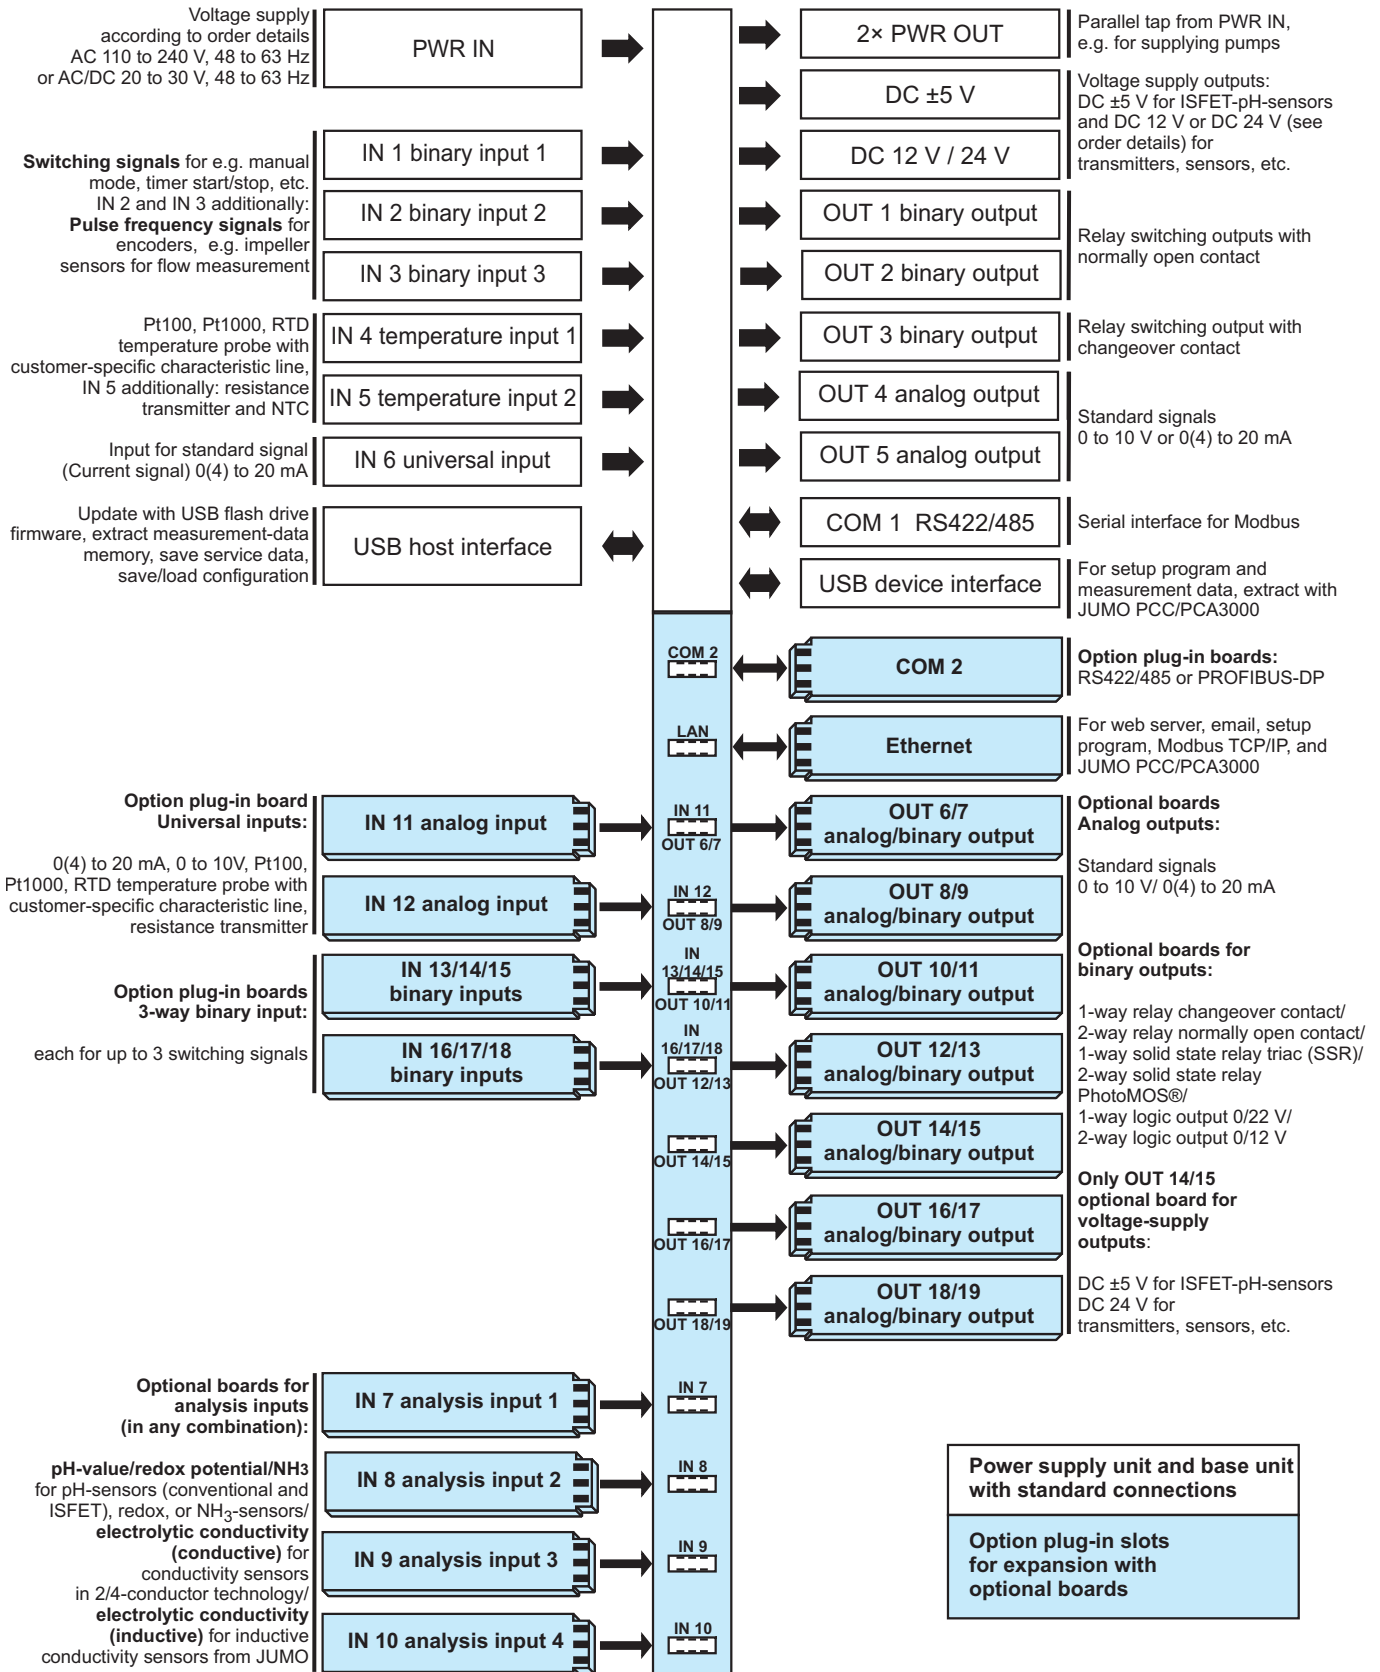 Voltage supply
according to order details
AC 110 to 240 V, 48 to 63 Hz
or AC/DC 20 to 30 V, 48 to 63 Hz
PWR IN
2× PWR OUT
Parallel tap from PWR IN,
e.g. for supplying pumps
DC ±5 V
Voltage supply outputs:
DC ±5 V for ISFET-pH-sensors
and DC 12 V or DC 24 V (see
order details) for
transmitters, sensors, etc.
DC 12 V / 24 V
Switching signals for e.g. manual
mode, timer start/stop, etc.
IN 2 and IN 3 additionally:
Pulse frequency signals for
encoders, e.g. impeller
sensors for flow measurement
IN 1 binary input 1
IN 2 binary input 2
IN 3 binary input 3
OUT 1 binary output
OUT 2 binary output
Relay switching outputs with
normally open contact
Pt100, Pt1000, RTD
temperature probe with
customer-specific characteristic line,
IN 5 additionally: resistance
transmitter and NTC
IN 4 temperature input 1
IN 5 temperature input 2
OUT 3 binary output
Relay switching output with
changeover contact
OUT 4 analog output
OUT 5 analog output
Standard signals
0 to 10 V or 0(4) to 20 mA
Input for standard signal
(Current signal) 0(4) to 20 mA
IN 6 universal input
Update with USB flash drive
firmware, extract measurement-data
memory, save service data,
save/load configuration
USB host interface
COM 1 RS422/485
Serial interface for Modbus
USB device interface
For setup program and
measurement data, extract with
JUMO PCC/PCA3000
COM 2
COM 2
Option plug-in boards:
RS422/485 or PROFIBUS-DP
LAN
Ethernet
For web server, email, setup
program, Modbus TCP/IP, and
JUMO PCC/PCA3000
Option plug-in board
Universal inputs:
0(4) to 20 mA, 0 to 10V, Pt100,
Pt1000, RTD temperature probe with
customer-specific characteristic line,
resistance transmitter
IN 11 analog input
IN 12 analog input
IN 11
OUT 6/7
IN 12
OUT 8/9
OUT 6/7
analog/binary output
OUT 8/9
analog/binary output
Optional boards
Analog outputs:
Standard signals
0 to 10 V/ 0(4) to 20 mA
Option plug-in boards
3-way binary input:
each for up to 3 switching signals
IN 13/14/15
binary inputs
IN 16/17/18
binary inputs
IN
13/14/15
OUT 10/11
IN
16/17/18
OUT 12/13
OUT 14/15
OUT 16/17
OUT 18/19
OUT 10/11
analog/binary output
OUT 12/13
analog/binary output
OUT 14/15
analog/binary output
OUT 16/17
analog/binary output
OUT 18/19
analog/binary output
Optional boards for
binary outputs:
1-way relay changeover contact/
2-way relay normally open contact/
1-way solid state relay triac (SSR)/
2-way solid state relay
PhotoMOS®/
1-way logic output 0/22 V/
2-way logic output 0/12 V
Only OUT 14/15
optional board for
voltage-supply
outputs:
DC ±5 V for ISFET-pH-sensors
DC 24 V for
transmitters, sensors, etc.
Optional boards for
analysis inputs
(in any combination):
pH-value/redox potential/NH3
for pH-sensors (conventional and
ISFET), redox, or NH3-sensors/
electrolytic conductivity
(conductive) for
conductivity sensors
in 2/4-conductor technology/
electrolytic conductivity
(inductive) for inductive
conductivity sensors from JUMO
IN 7 analysis input 1
IN 8 analysis input 2
IN 9 analysis input 3
IN 10 analysis input 4
IN 7
IN 8
IN 9
IN 10
Power supply unit and base unit
with standard connections
Option plug-in slots
for expansion with
optional boards